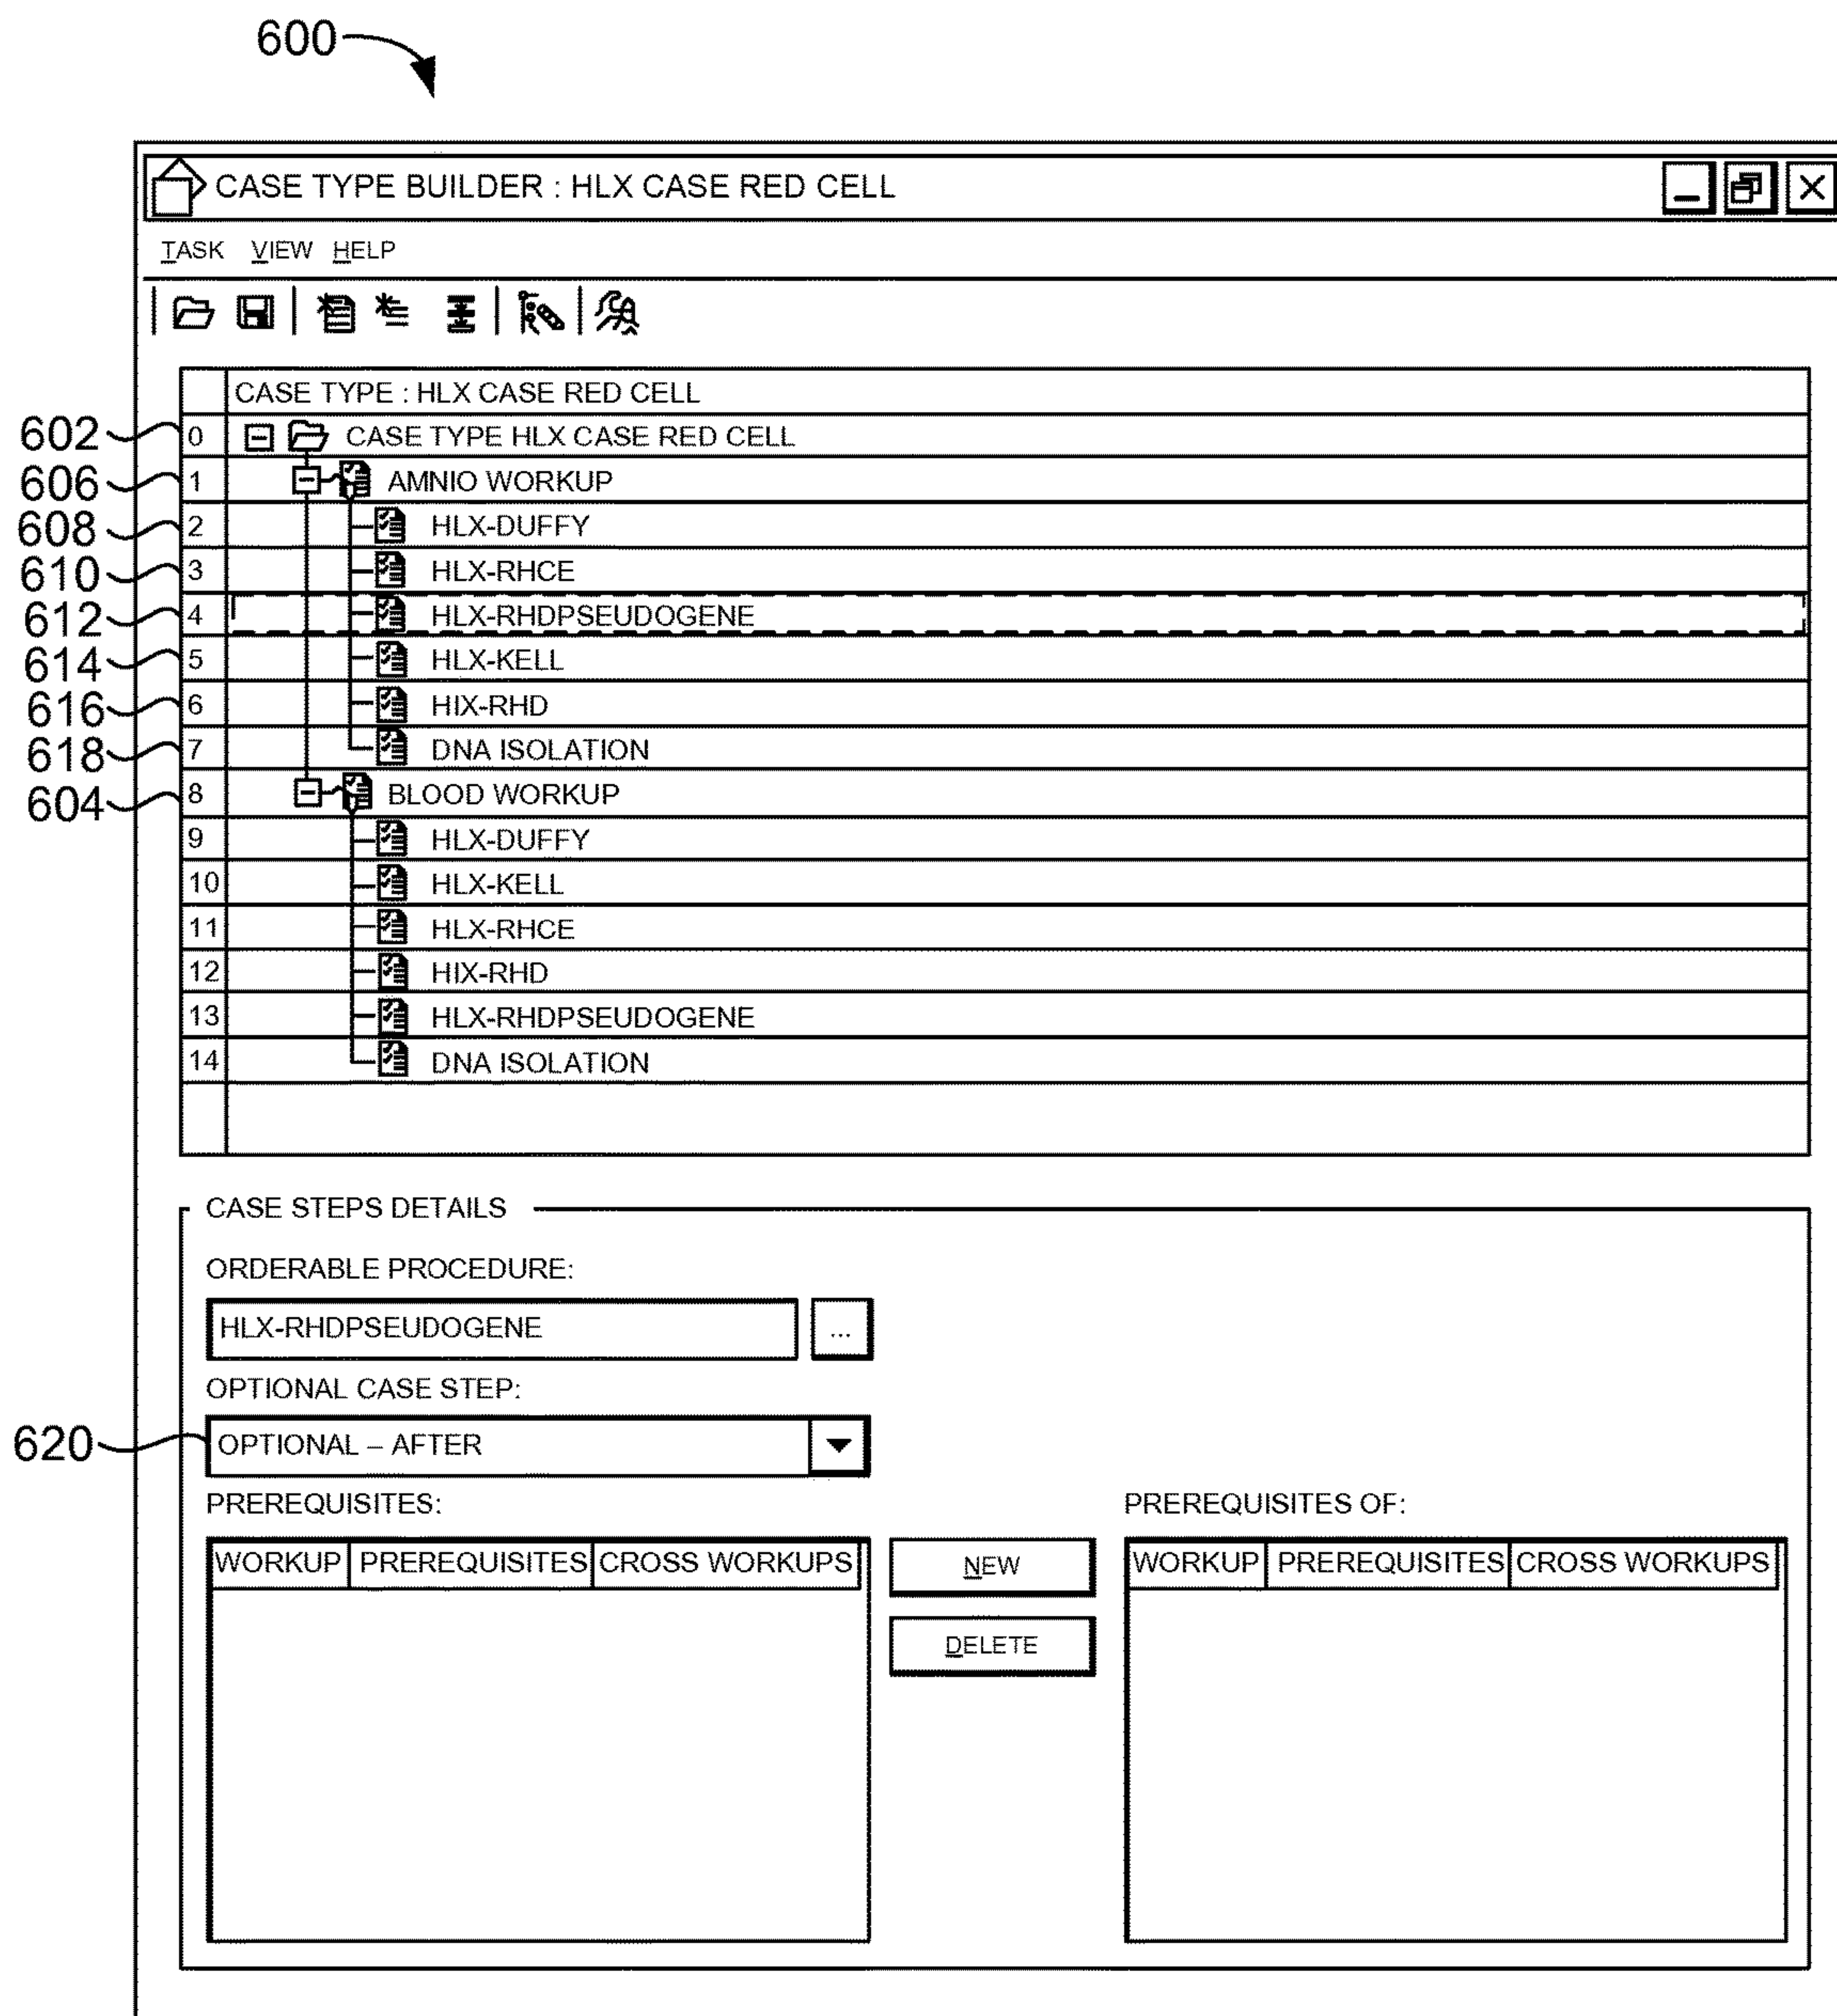 600
CASE TYPE BUILDER : HLX CASE RED CELL
TASK VIEW HELP
CASE TYPE : HLX CASE RED CELL
602 0 CASE TYPE HLX CASE RED CELL
606 1 AMNIO WORKUP
608 2 HLX-DUFFY
610 3 HLX-RHCE
612 4 HLX-RHDPSEUDOGENE
614 5 HLX-KELL
616 6 HIX-RHD
618 7 DNA ISOLATION
604 8 BLOOD WORKUP
9 HLX-DUFFY
10 HLX-KELL
11 HLX-RHCE
12 HIX-RHD
13 HLX-RHDPSEUDOGENE
14 DNA ISOLATION
CASE STEPS DETAILS
ORDERABLE PROCEDURE:
HLX-RHDPSEUDOGENE ...
OPTIONAL CASE STEP:
620 OPTIONAL – AFTER
PREREQUISITES: PREREQUISITES OF:
WORKUP PREREQUISITES CROSS WORKUPS NEW WORKUP PREREQUISITES CROSS WORKUPS
DELETE